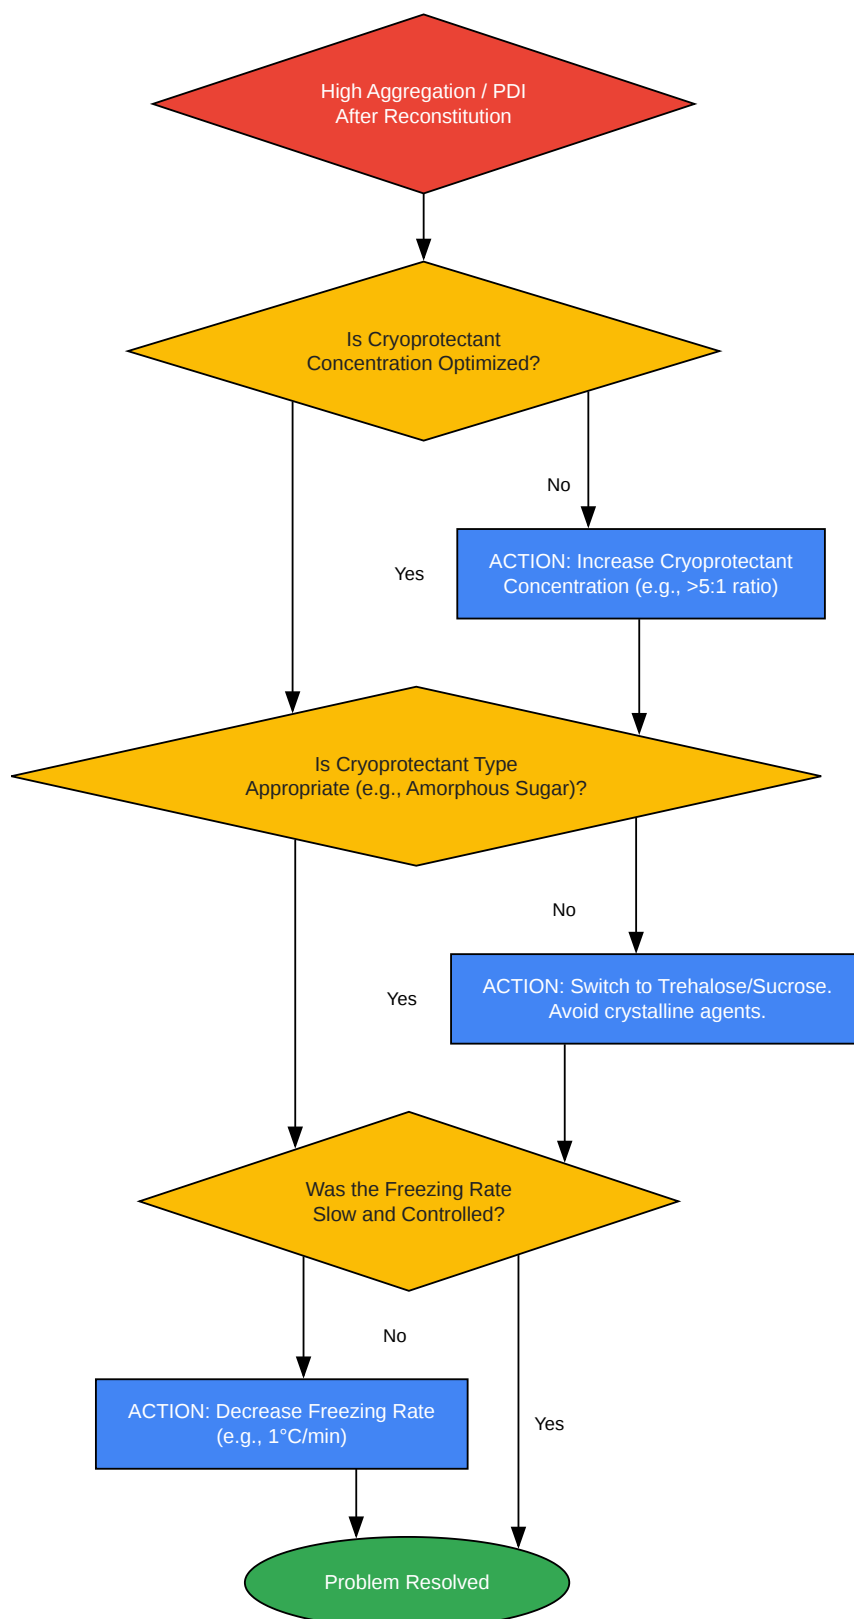 High Aggregation / PDI
After Reconstitution
Is Cryoprotectant
Concentration Optimized?
No
Yes
ACTION: Increase Cryoprotectant
Concentration (e.g., >5:1 ratio)
Is Cryoprotectant Type
Appropriate (e.g., Amorphous Sugar)?
No
Yes
ACTION: Switch to Trehalose/Sucrose.
Avoid crystalline agents.
Was the Freezing Rate
Slow and Controlled?
No
ACTION: Decrease Freezing Rate
(e.g., 1°C/min)
Yes
Problem Resolved